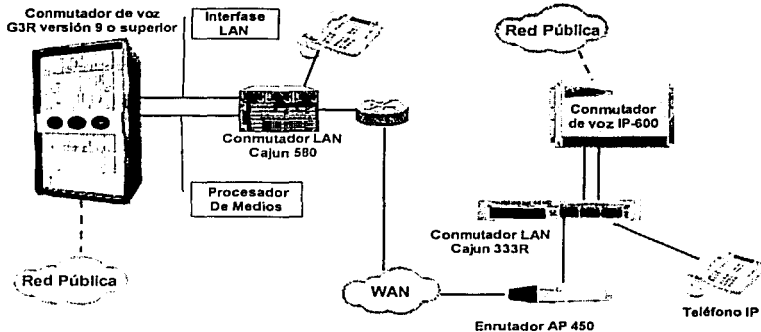 Conmutador de voz
G3R versión 9 o superior
Interfase
LAN
Conmutador LAN
Cajun 580
Procesador
De Medios
Red Pública
WAN
Red Pública
Conmutador
de voz IP-600
Conmutador LAN
Cajun 333R
Enrutador AP 450
Teléfono IP